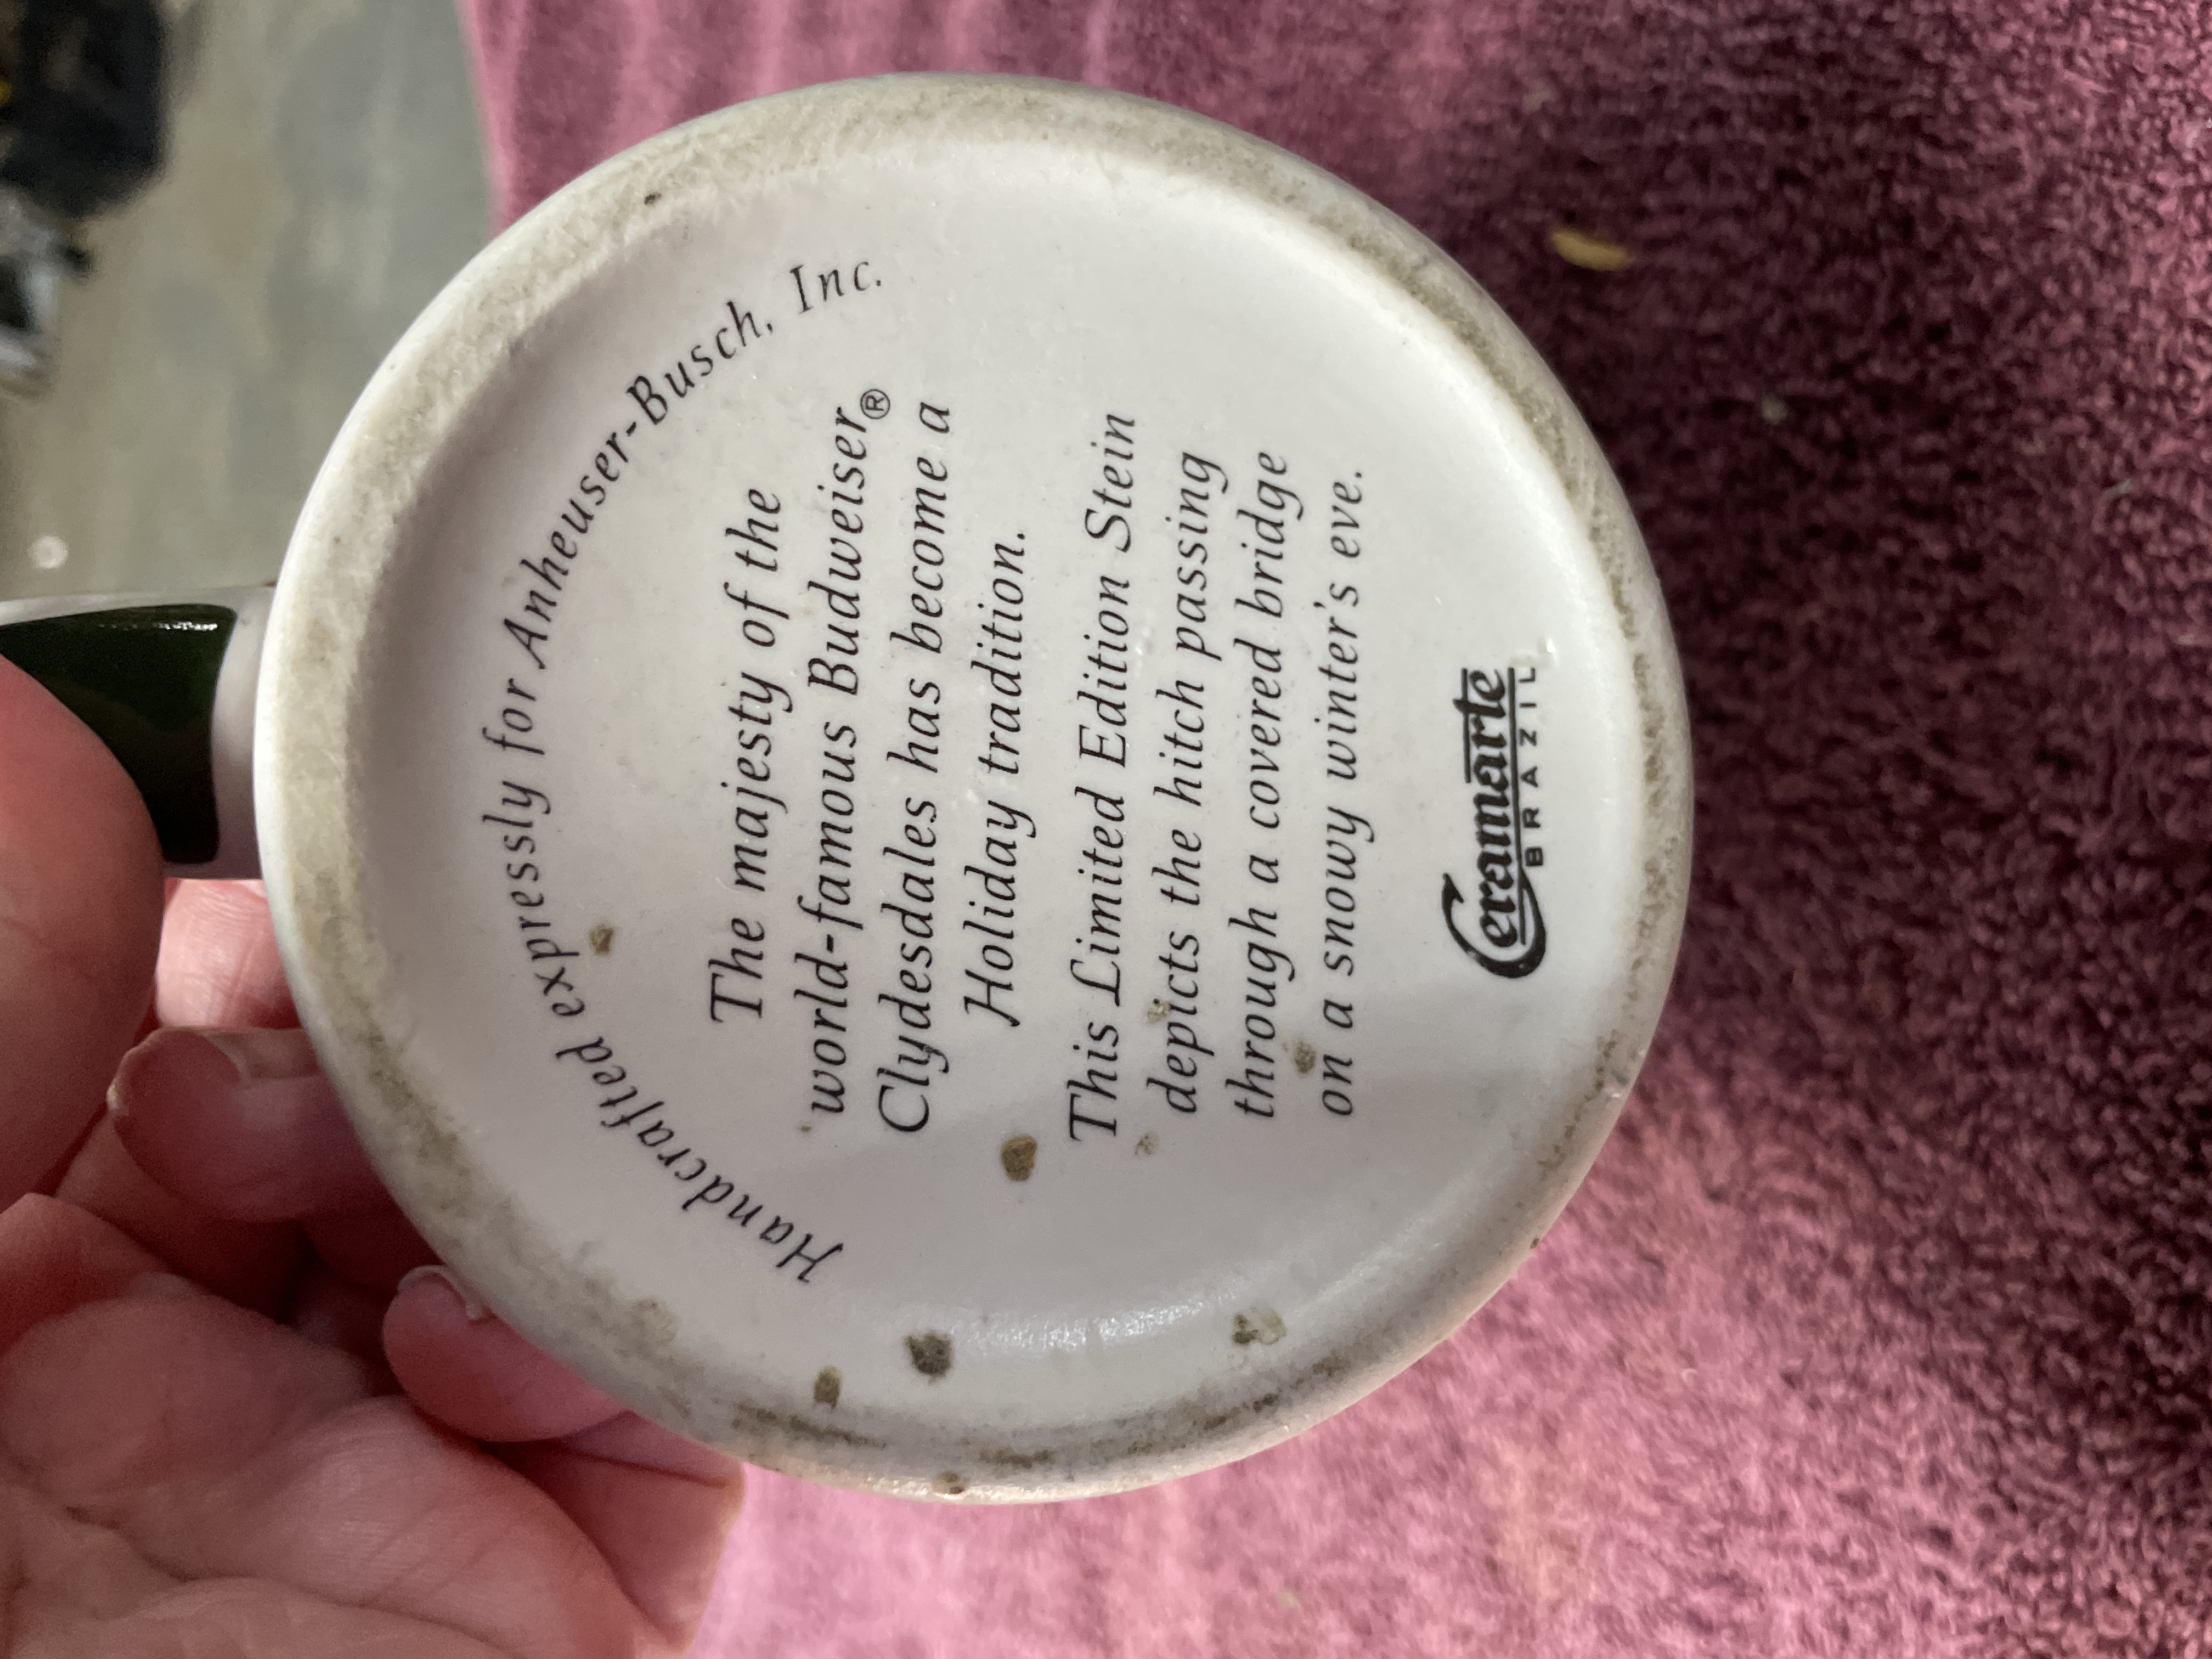 Handcrafted expressly for Anheuser-Busch, Inc.
The majesty of the
world-famous Budweiser®
Clydesdales has become a
Holiday tradition.
This Limited Edition Stein
depicts the hitch passing
through a covered bridge
on a snowy winter's eve.
Ceramarte
BRAZIL